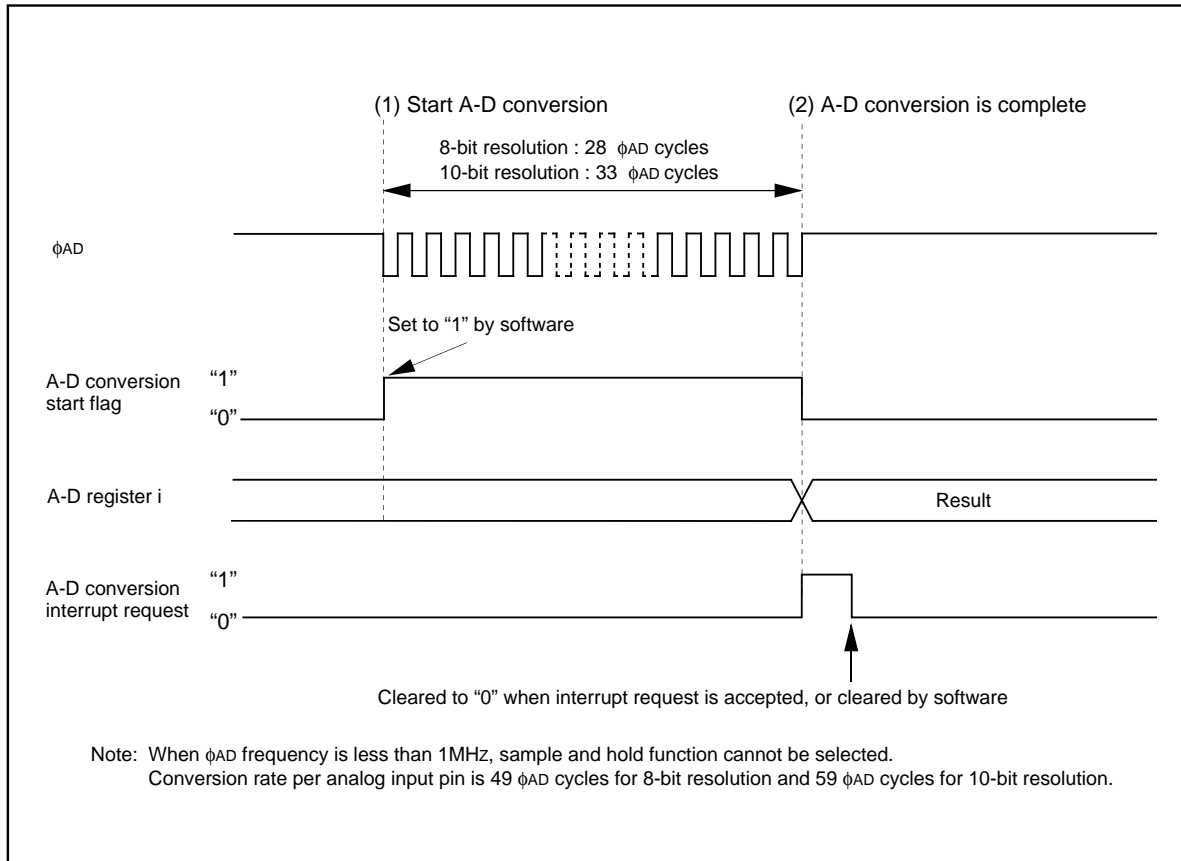 (1) Start A-D conversion
(2) A-D conversion is complete
8-bit resolution : 28 ϕAD cycles
10-bit resolution : 33 ϕAD cycles
ϕAD
Set to “1” by software
A-D conversion
start flag
“1”
“0”
A-D register i
Result
A-D conversion
interrupt request
“1”
“0”
Cleared to “0” when interrupt request is accepted, or cleared by software
Note: When ϕAD frequency is less than 1MHZ, sample and hold function cannot be selected.
Conversion rate per analog input pin is 49 ϕAD cycles for 8-bit resolution and 59 ϕAD cycles for 10-bit resolution.